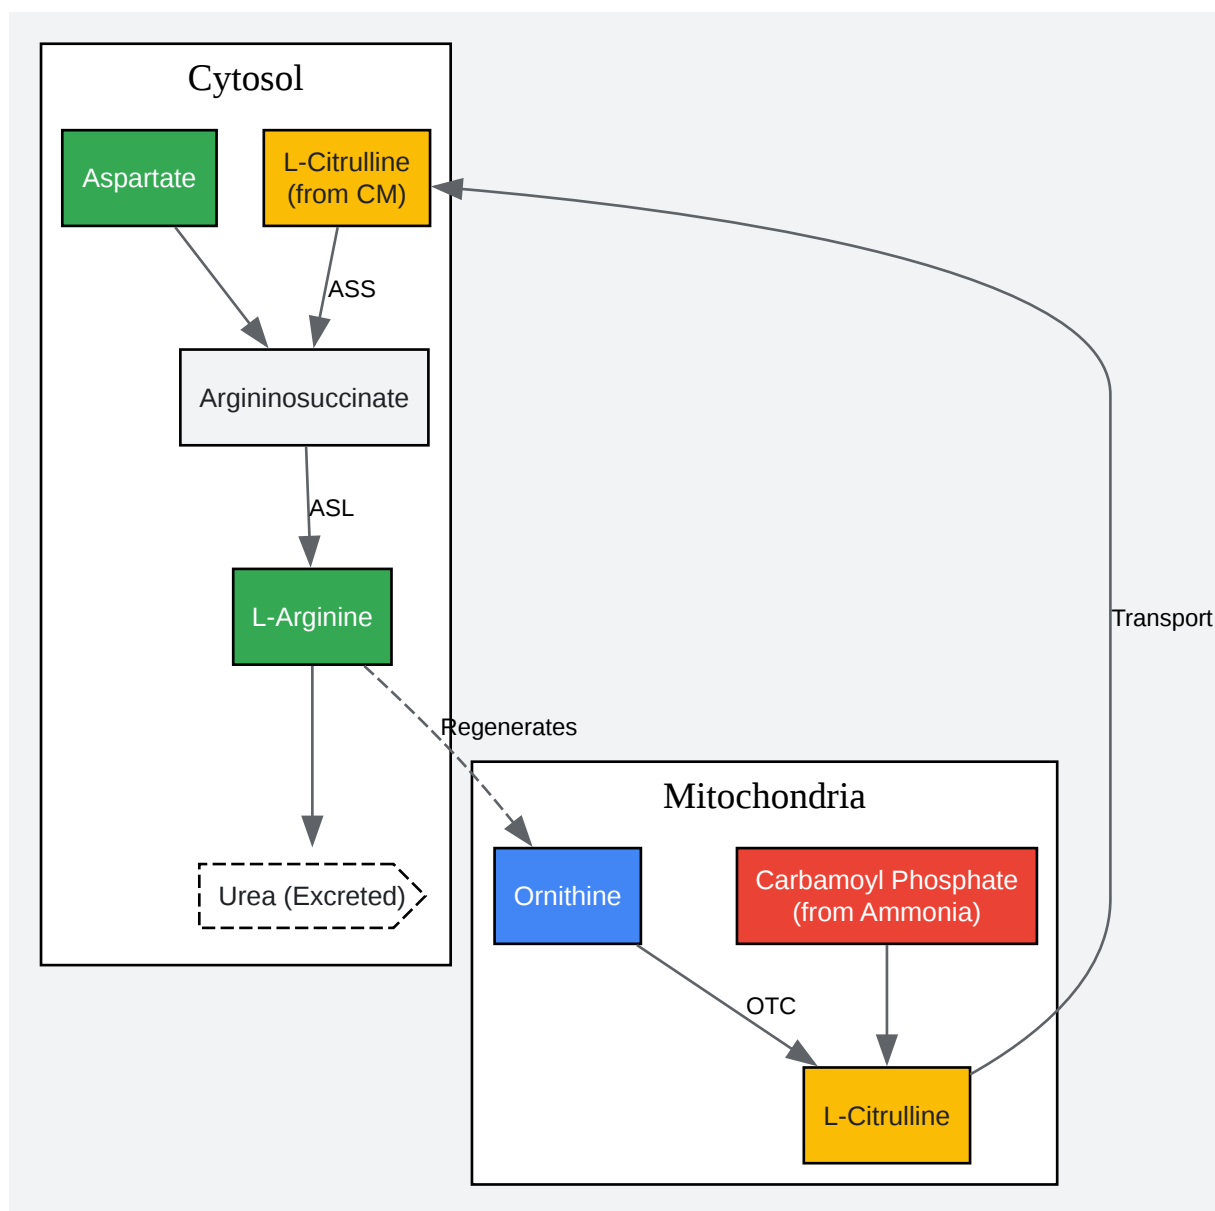 Cytosol
Aspartate
L-Citrulline
(from CM)
ASS
Argininosuccinate
ASL
L-Arginine
Transport
Regenerates
Mitochondria
Urea (Excreted)
Ornithine
Carbamoyl Phosphate
(from Ammonia)
OTC
L-Citrulline